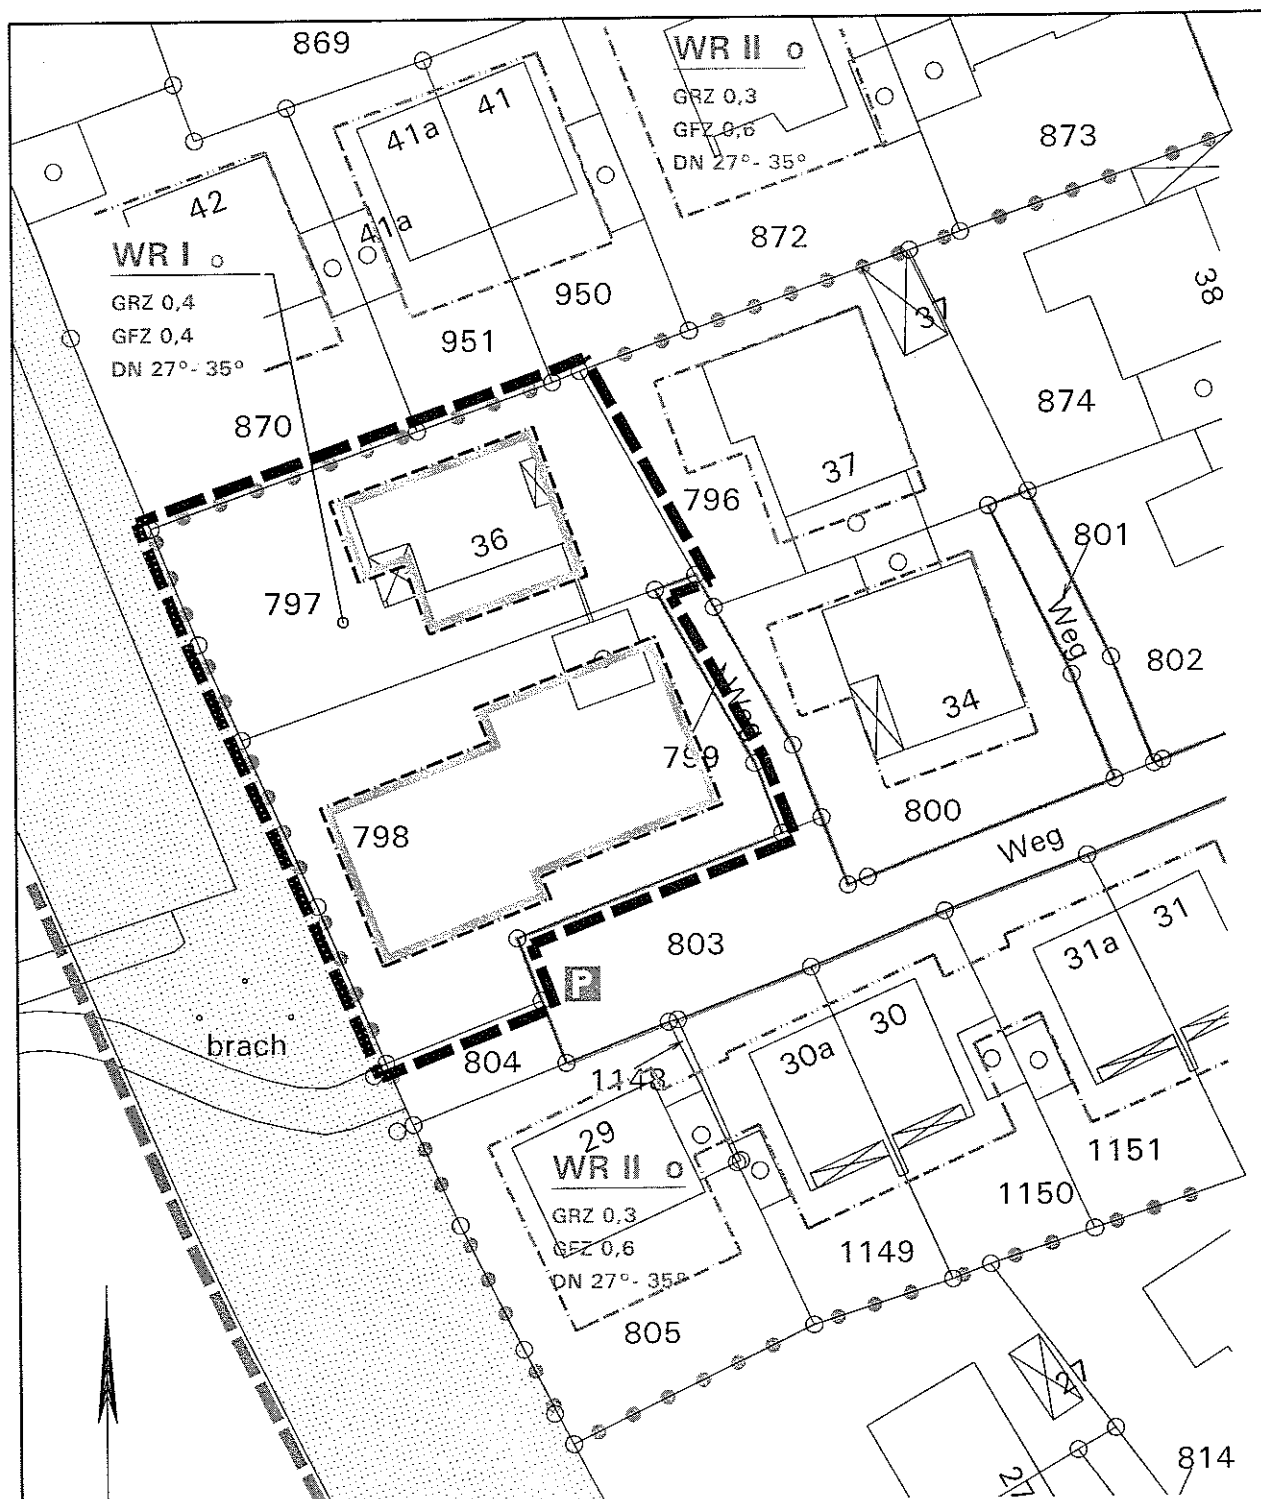 869
WR II o
GRZ 0,3
GFZ 0,6
DN 27°- 35°
41
41a
873
42
41a
872
WR I o
GRZ 0,4
GFZ 0,4
DN 27°- 35°
950
37
38
951
870
874
37
796
36
801
797
Weg
802
Weg
34
799
798
800
Weg
803
31
31a
P
30
brach
804
30a
1148
29
WR II o
1151
1150
GRZ 0,3
GFZ 0,6
DN 27°- 35°
1149
805
27
27
814